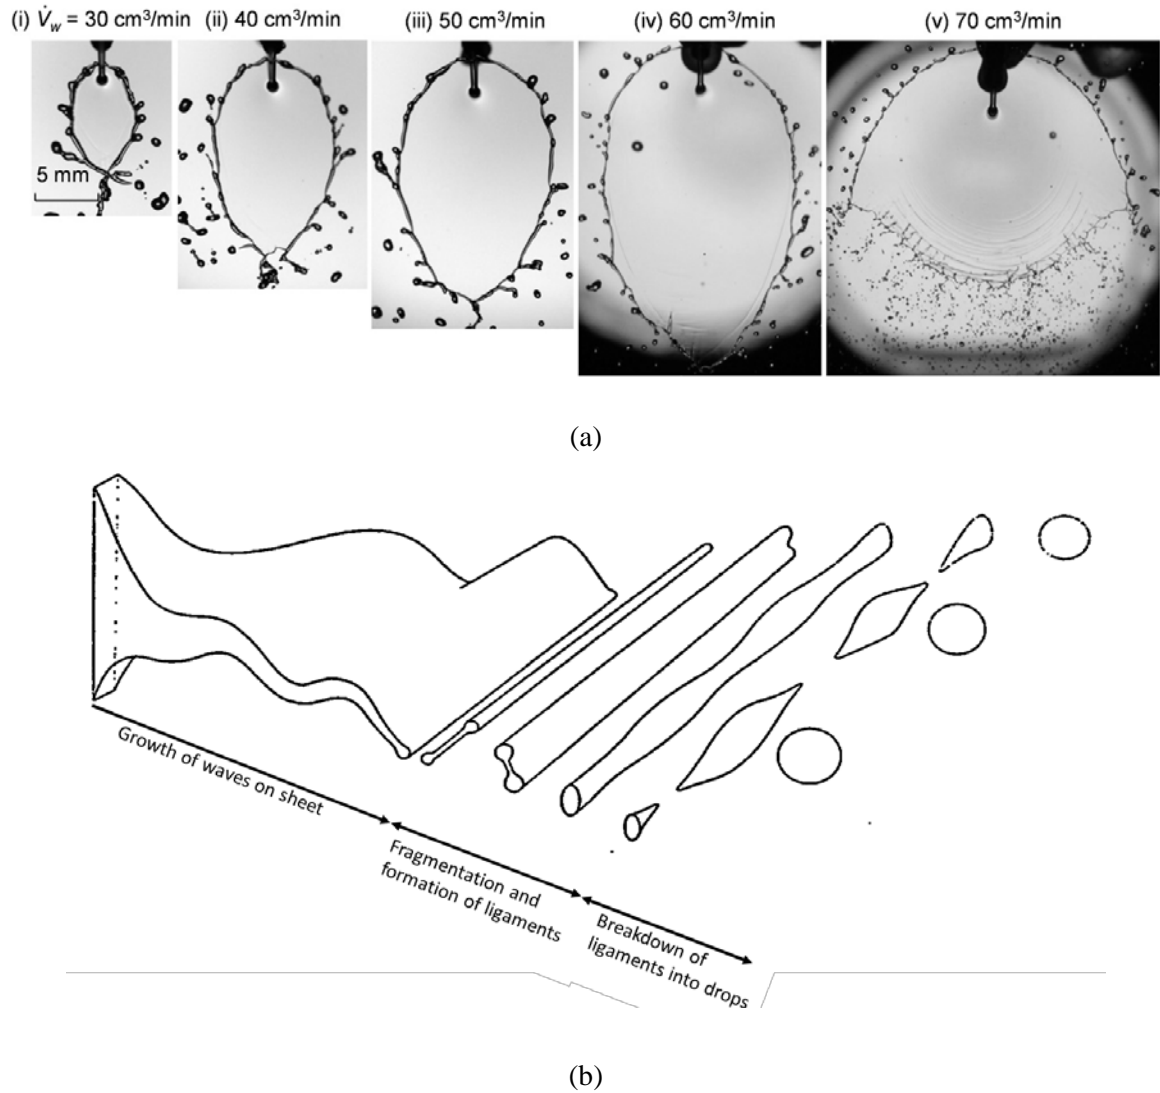 (i) V̇w = 30 cm³/min (ii) 40 cm³/min (iii) 50 cm³/min (iv) 60 cm³/min (v) 70 cm³/min
5 mm
(a)
Growth of waves on sheet
Fragmentation and
formation of ligaments
Breakdown of
ligaments into drops
(b)